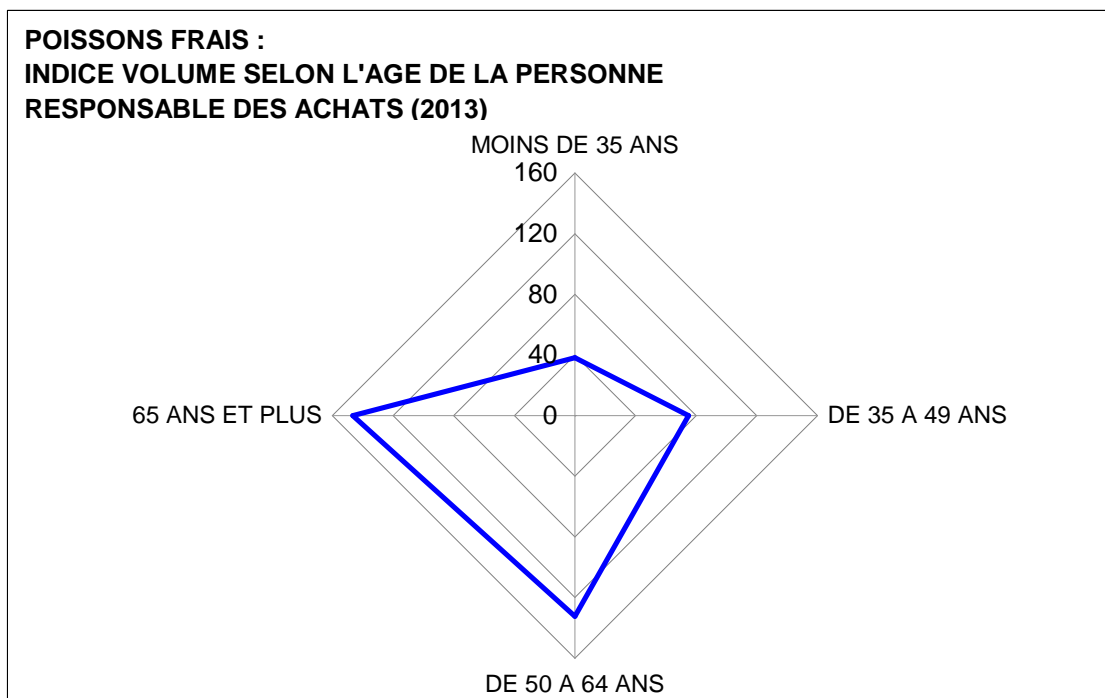 POISSONS FRAIS :
INDICE VOLUME SELON L'AGE DE LA PERSONNE
RESPONSABLE DES ACHATS (2013)
MOINS DE 35 ANS
160
120
80
40
65 ANS ET PLUS
0
DE 35 A 49 ANS
DE 50 A 64 ANS